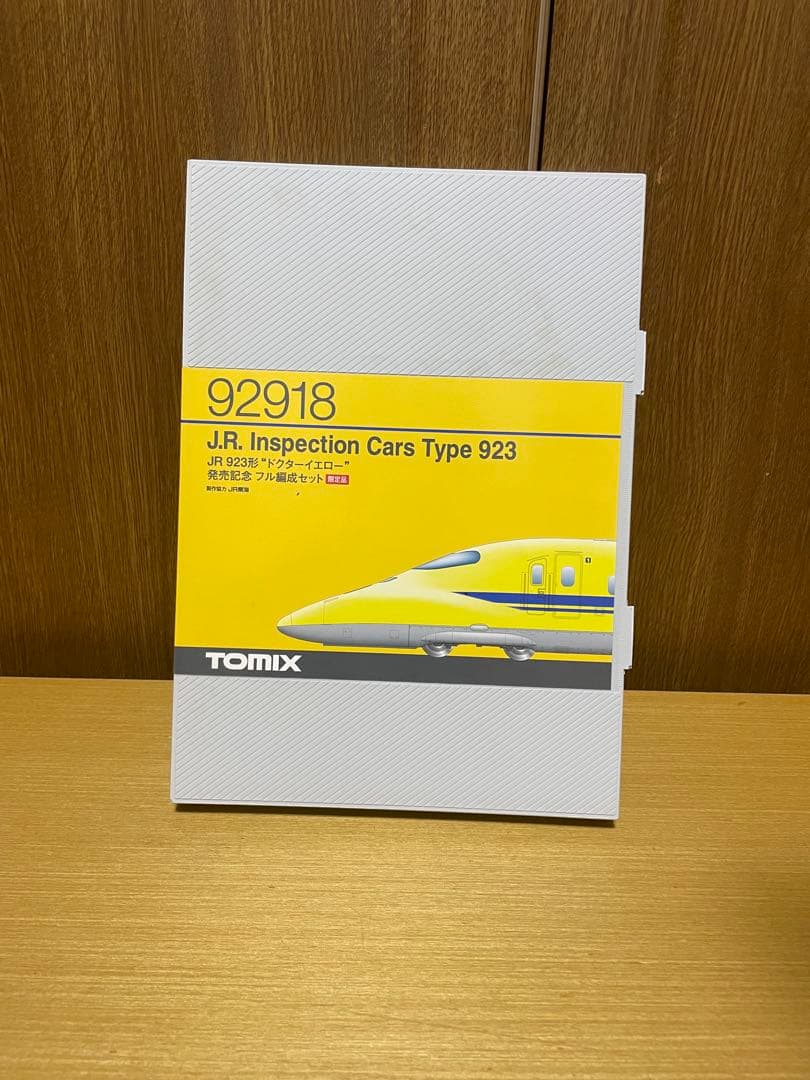 92918
J.R. Inspection Cars Type 923
JR 923形 "ドクターイエロー"
発売記念 フル編成セット 限定品
製作協力 JR東海
1
TOMIX